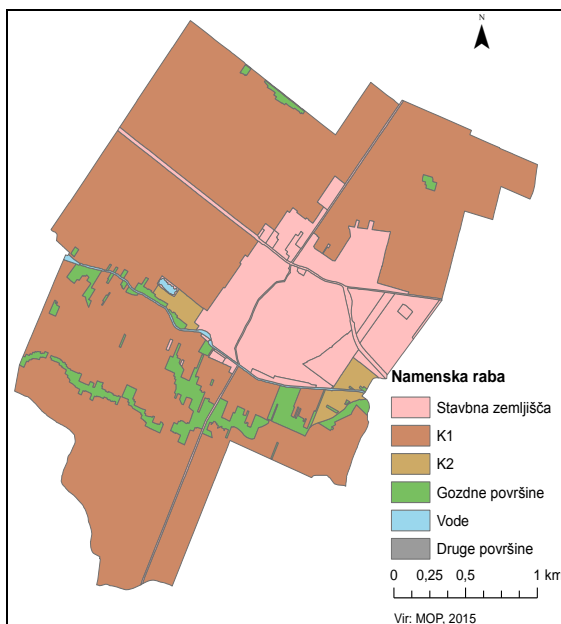 N
Namenska raba
Stavbna zemljišča
K1
K2
Gozdne površine
Vode
Druge površine
0 0,25 0,5 1 km
Vir: MOP, 2015